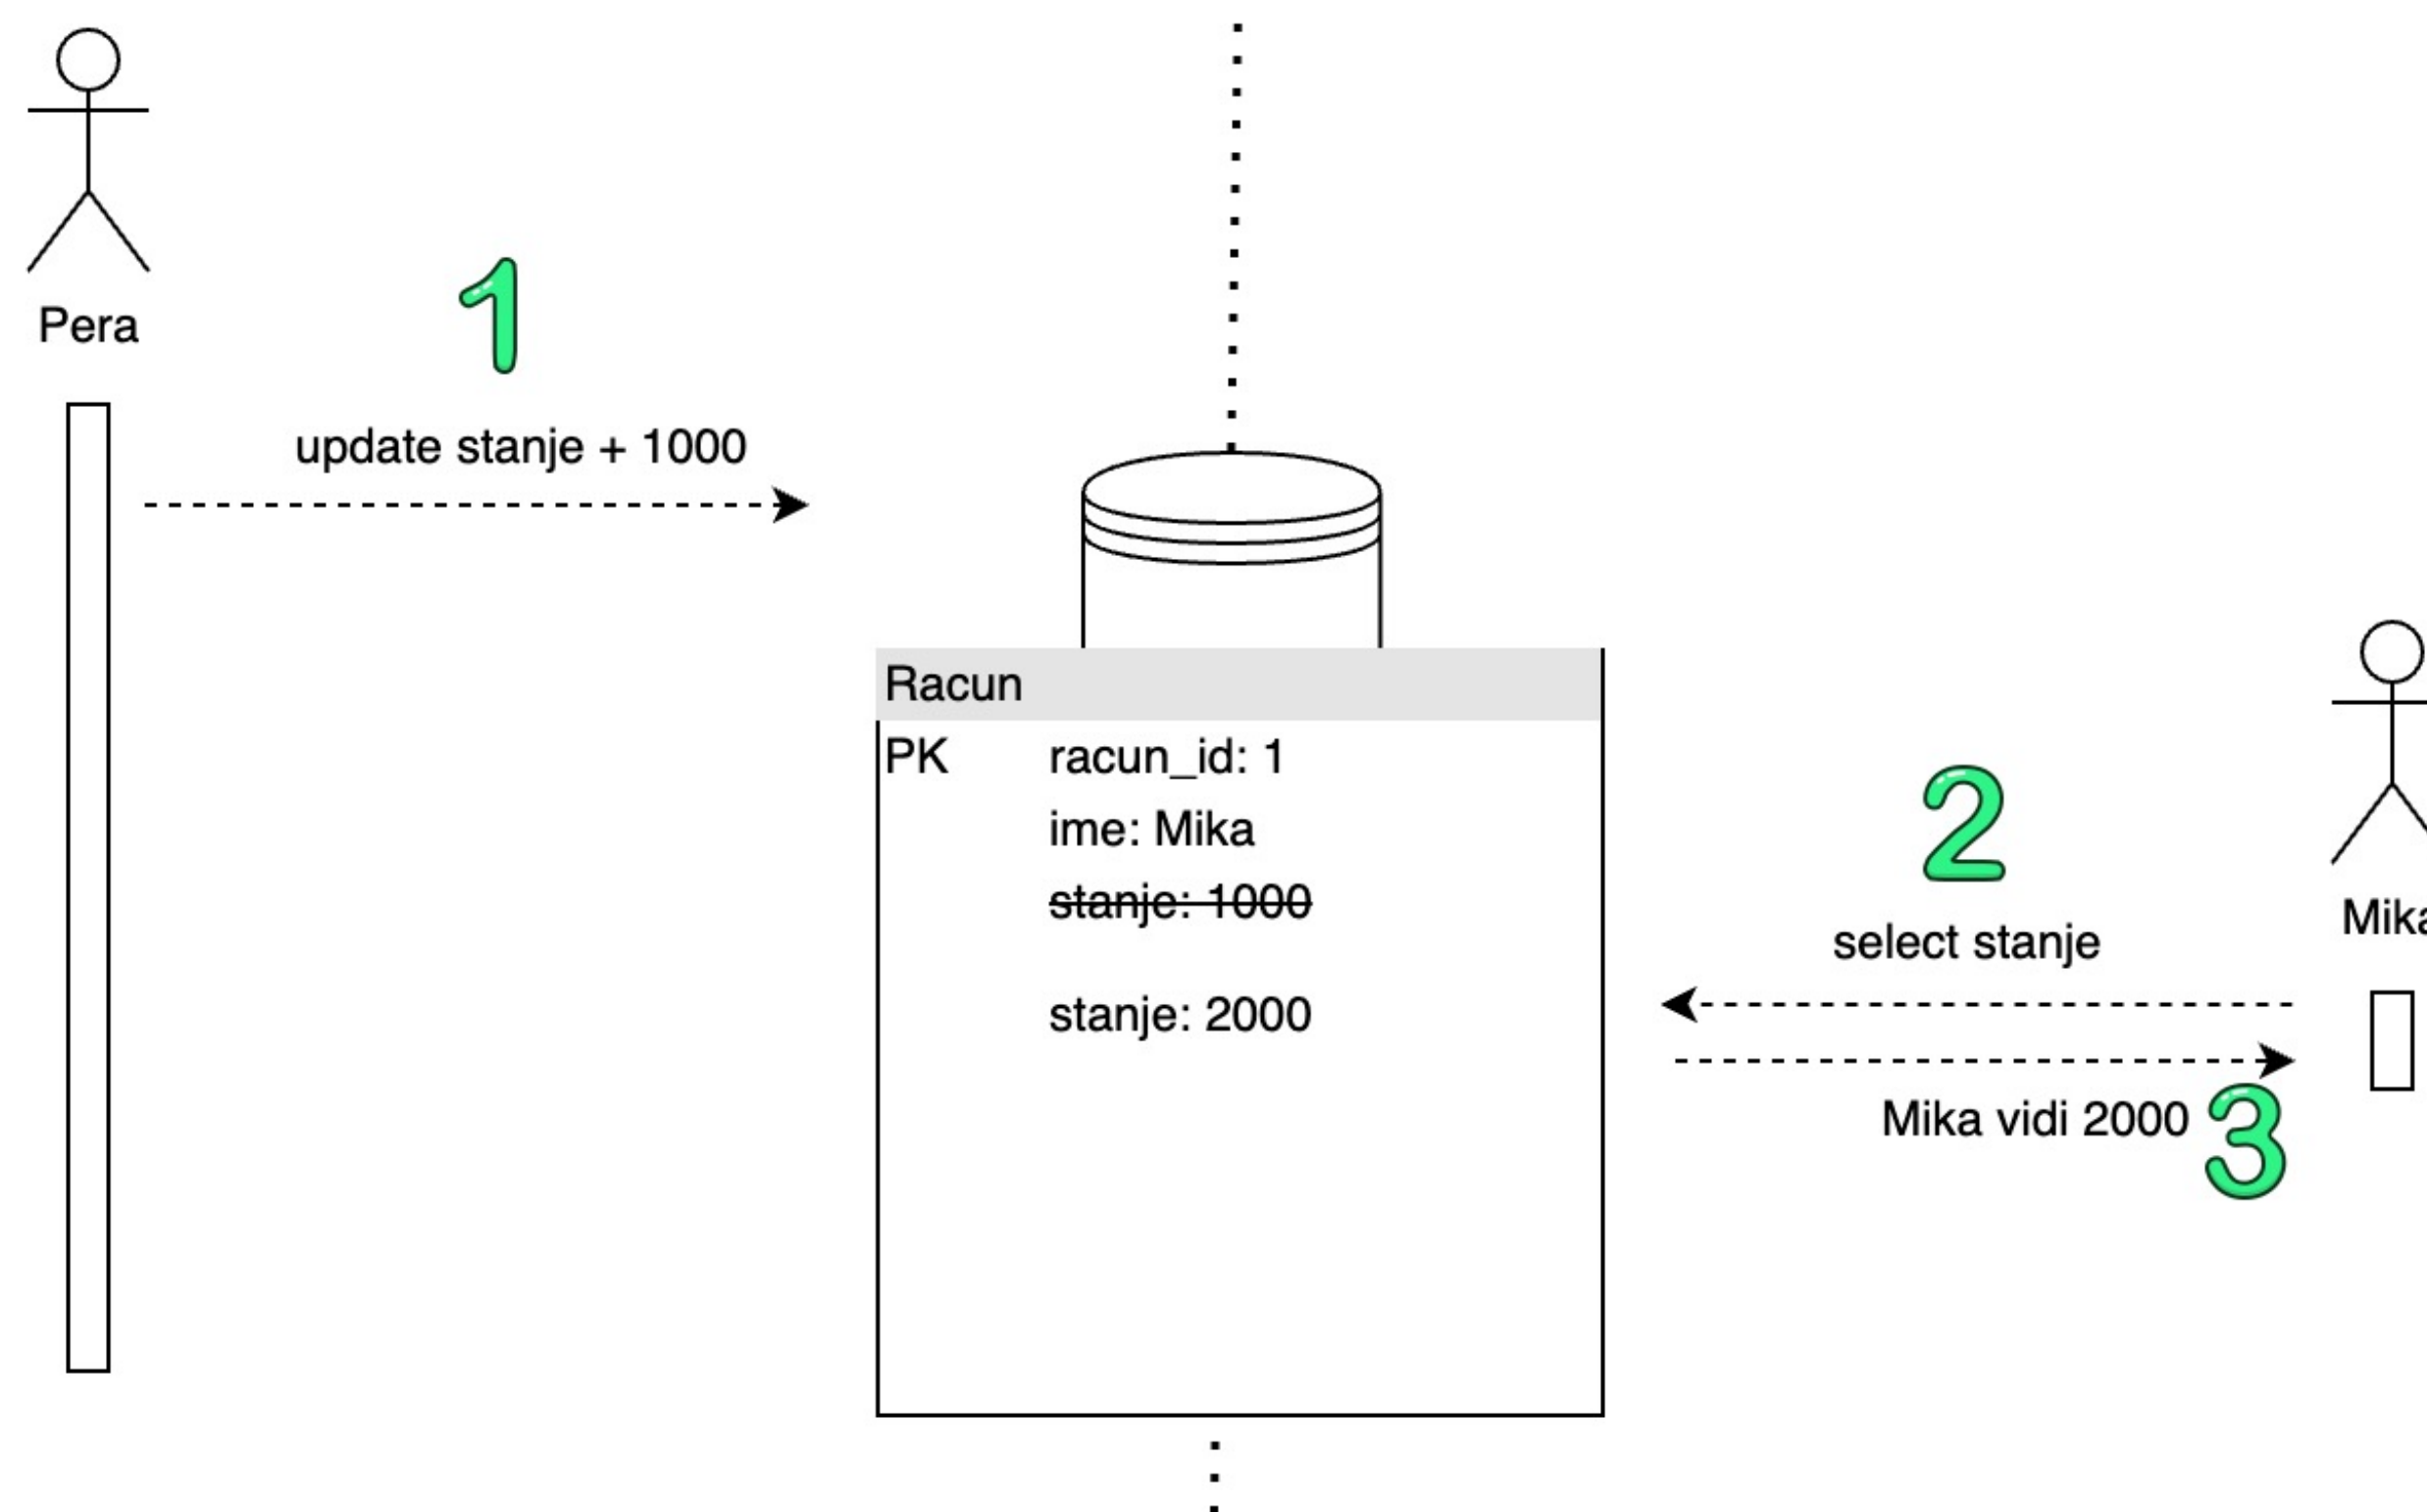 Pera
1
update stanje + 1000
Racun
PK racun_id: 1
ime: Mika
stanje: 1000
stanje: 2000
2
select stanje
Mika
Mika vidi 2000
3